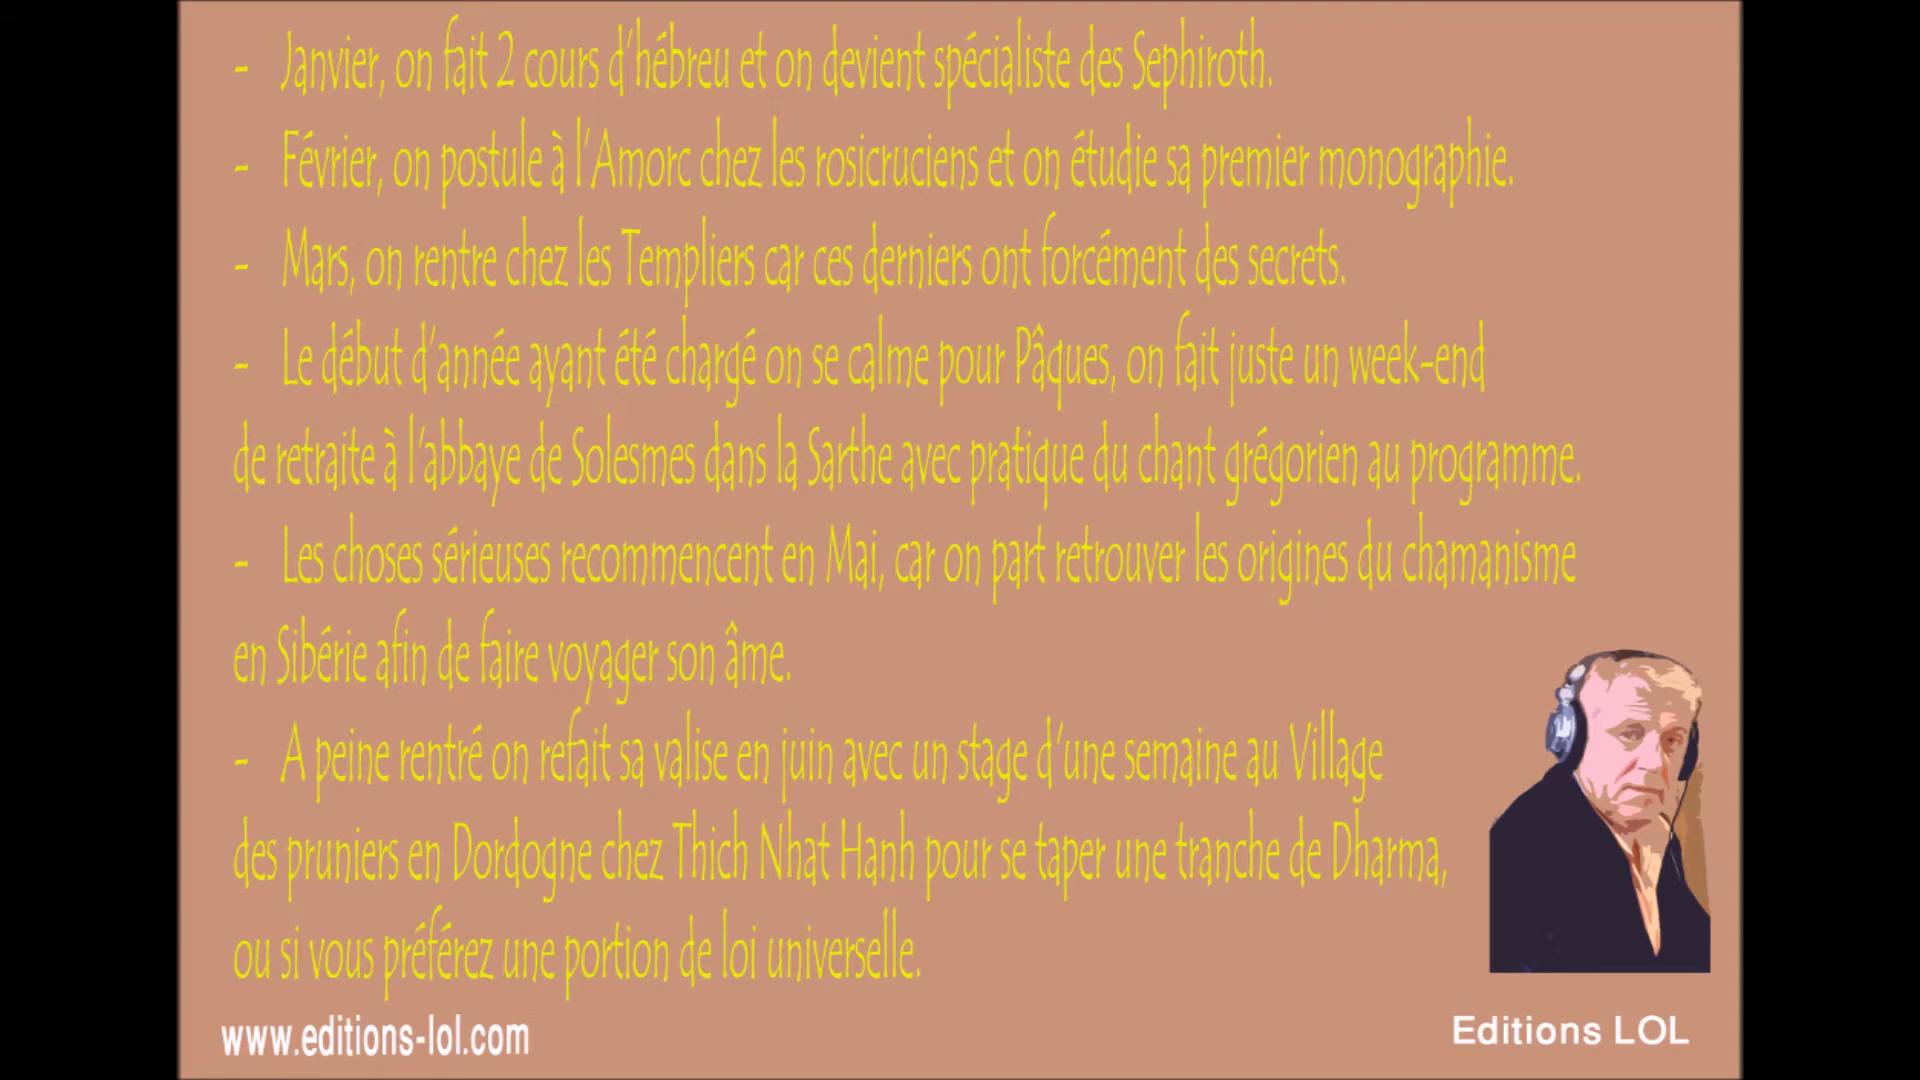 - Janvier, on fait 2 cours d'hébreu et on devient spécialiste des Sephiroth.
- Février, on postule à l'Amorc chez les rosicruciens et on étudie sa premier monographie.
- Mars, on rentre chez les Templiers car ces derniers ont forcément des secrets.
- Le début d'année ayant été chargé on se calme pour Pâques, on fait juste un week-end
de retraite à l'abbaye de Solesmes dans la Sarthe avec pratique du chant grégorien au programme.
- Les choses sérieuses recommencent en Mai, car on part retrouver les origines du chamanisme
en Sibérie afin de faire voyager son âme.
- A peine rentré on refait sa valise en juin avec un stage d'une semaine au Village
des pruniers en Dordogne chez Thich Nhat Hanh pour se taper une tranche de Dharma,
ou si vous préférez une portion de loi universelle.
www.editions-lol.com
Editions LOL